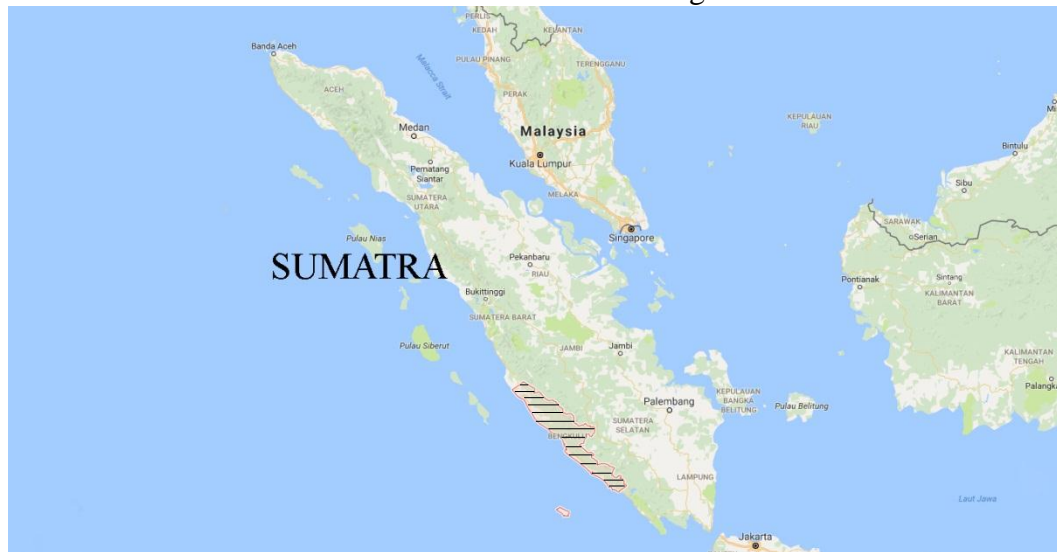 PERLIS
KEDAH
KELANTAN
Banda Aceh
PULAU PINANG
TERENGGANU
Melacca Strait
ACEH
PERAK
KEPULAUAN
RIAU
Medan
Malaysia
Bintulu
Kuala Lumpur
Pematang
Siantar
Sibu
SUMATERA
UTARA
MELAKA
SARAWAK
Serian
Pulau Nias
Singapore
SUMATRA
Pekanbaru
RIAU
Pontianak
Sintang
KALIMANTAN
BARAT
Bukittinggi
SUMATERA BARAT
Pulau Siberut
JAMBI
Jambi
KALIMANTAN
TENGAH
KEPULAUAN
BANGKA
BELITUNG
Palangka
Palembang
Pulau Belitung
SUMATERA
SELATAN
BENGKULU
LAMPUNG
Laut Jawa
Jakarta